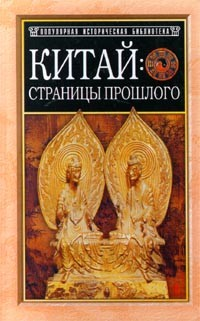 ПОПУЛЯРНАЯ ИСТОРИЧЕСКАЯ БИБЛИОТЕКА
КИТАЙ:
СТРАНИЦЫ ПРОШЛОГО